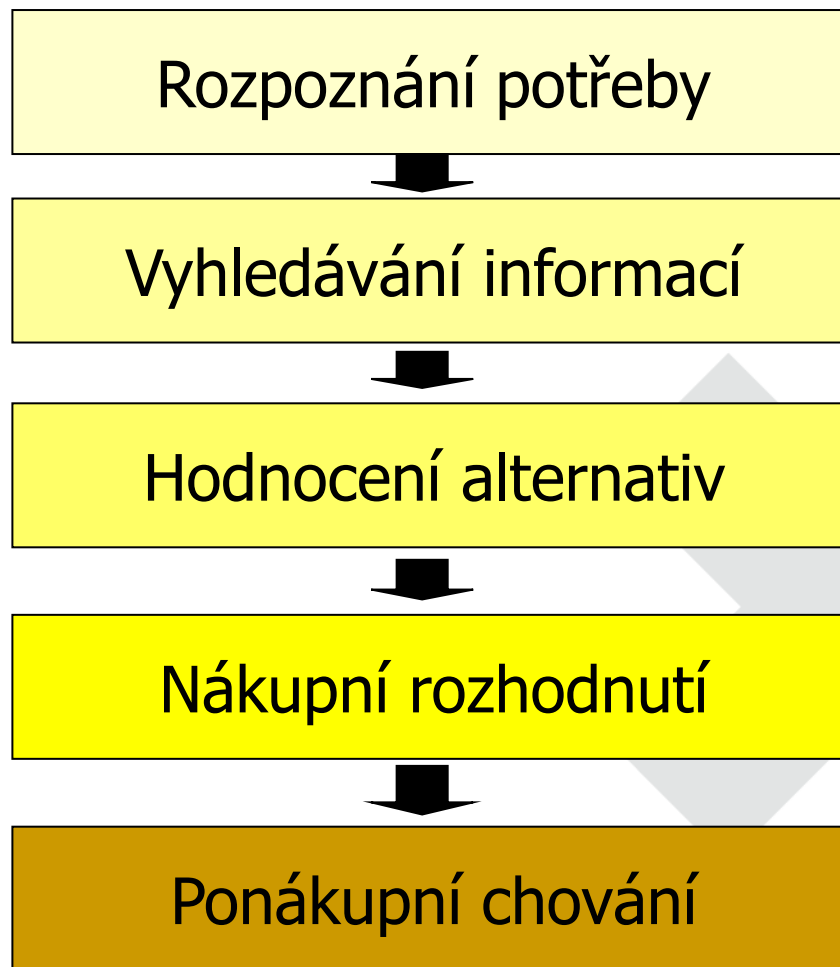 Rozpoznání potřeby
Vyhledávání informací
Hodnocení alternativ
Nákupní rozhodnutí
Ponákupní chování